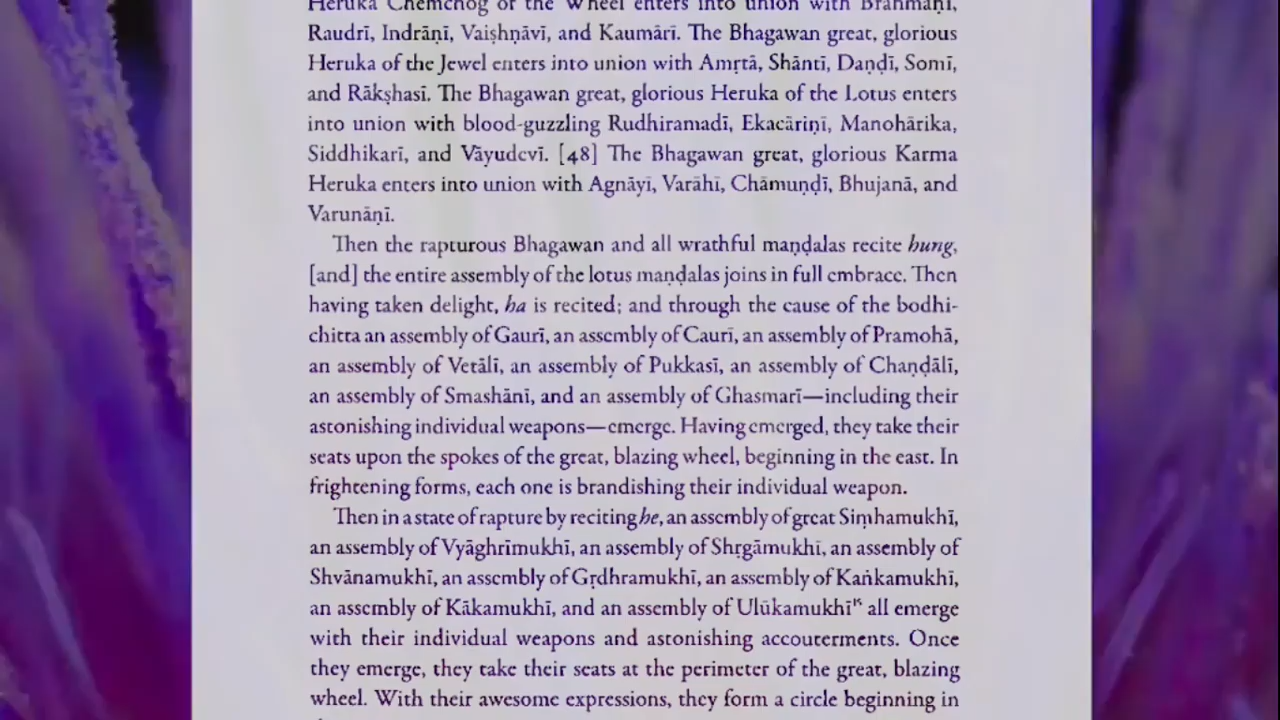 Heruka Chemchog of the Wheel enters into union with Brahmāṇī,
Raudrī, Indrāṇī, Vaiṣhṇāvī, and Kaumārī. The Bhagawan great, glorious
Heruka of the Jewel enters into union with Amṛtā, Shāntī, Daṇḍī, Somī,
and Rākṣhasī. The Bhagawan great, glorious Heruka of the Lotus enters
into union with blood-guzzling Rudhiramadī, Ekacāriṇī, Manohārika,
Siddhikarī, and Vāyudevī. [48] The Bhagawan great, glorious Karma
Heruka enters into union with Agnāyī, Varāhī, Chāmuṇḍī, Bhujanā, and
Varunāṇī.
Then the rapturous Bhagawan and all wrathful maṇḍalas recite hung,
[and] the entire assembly of the lotus maṇḍalas joins in full embrace. Then
having taken delight, ha is recited; and through the cause of the bodhi-
chitta an assembly of Gaurī, an assembly of Caurī, an assembly of Pramohā,
an assembly of Vetālī, an assembly of Pukkasī, an assembly of Chaṇḍālī,
an assembly of Smashānī, and an assembly of Ghasmarī—including their
astonishing individual weapons—emerge. Having emerged, they take their
seats upon the spokes of the great, blazing wheel, beginning in the east. In
frightening forms, each one is brandishing their individual weapon.
Then in a state of rapture by reciting he, an assembly of great Siṃhamukhī,
an assembly of Vyāghrīmukhī, an assembly of Shṛgāmukhī, an assembly of
Shvānamukhī, an assembly of Gṛdhramukhī, an assembly of Kaṅkamukhī,
an assembly of Kākamukhī, and an assembly of Ulūkamukhī all emerge
with their individual weapons and astonishing accouterments. Once
they emerge, they take their seats at the perimeter of the great, blazing
wheel. With their awesome expressions, they form a circle beginning in